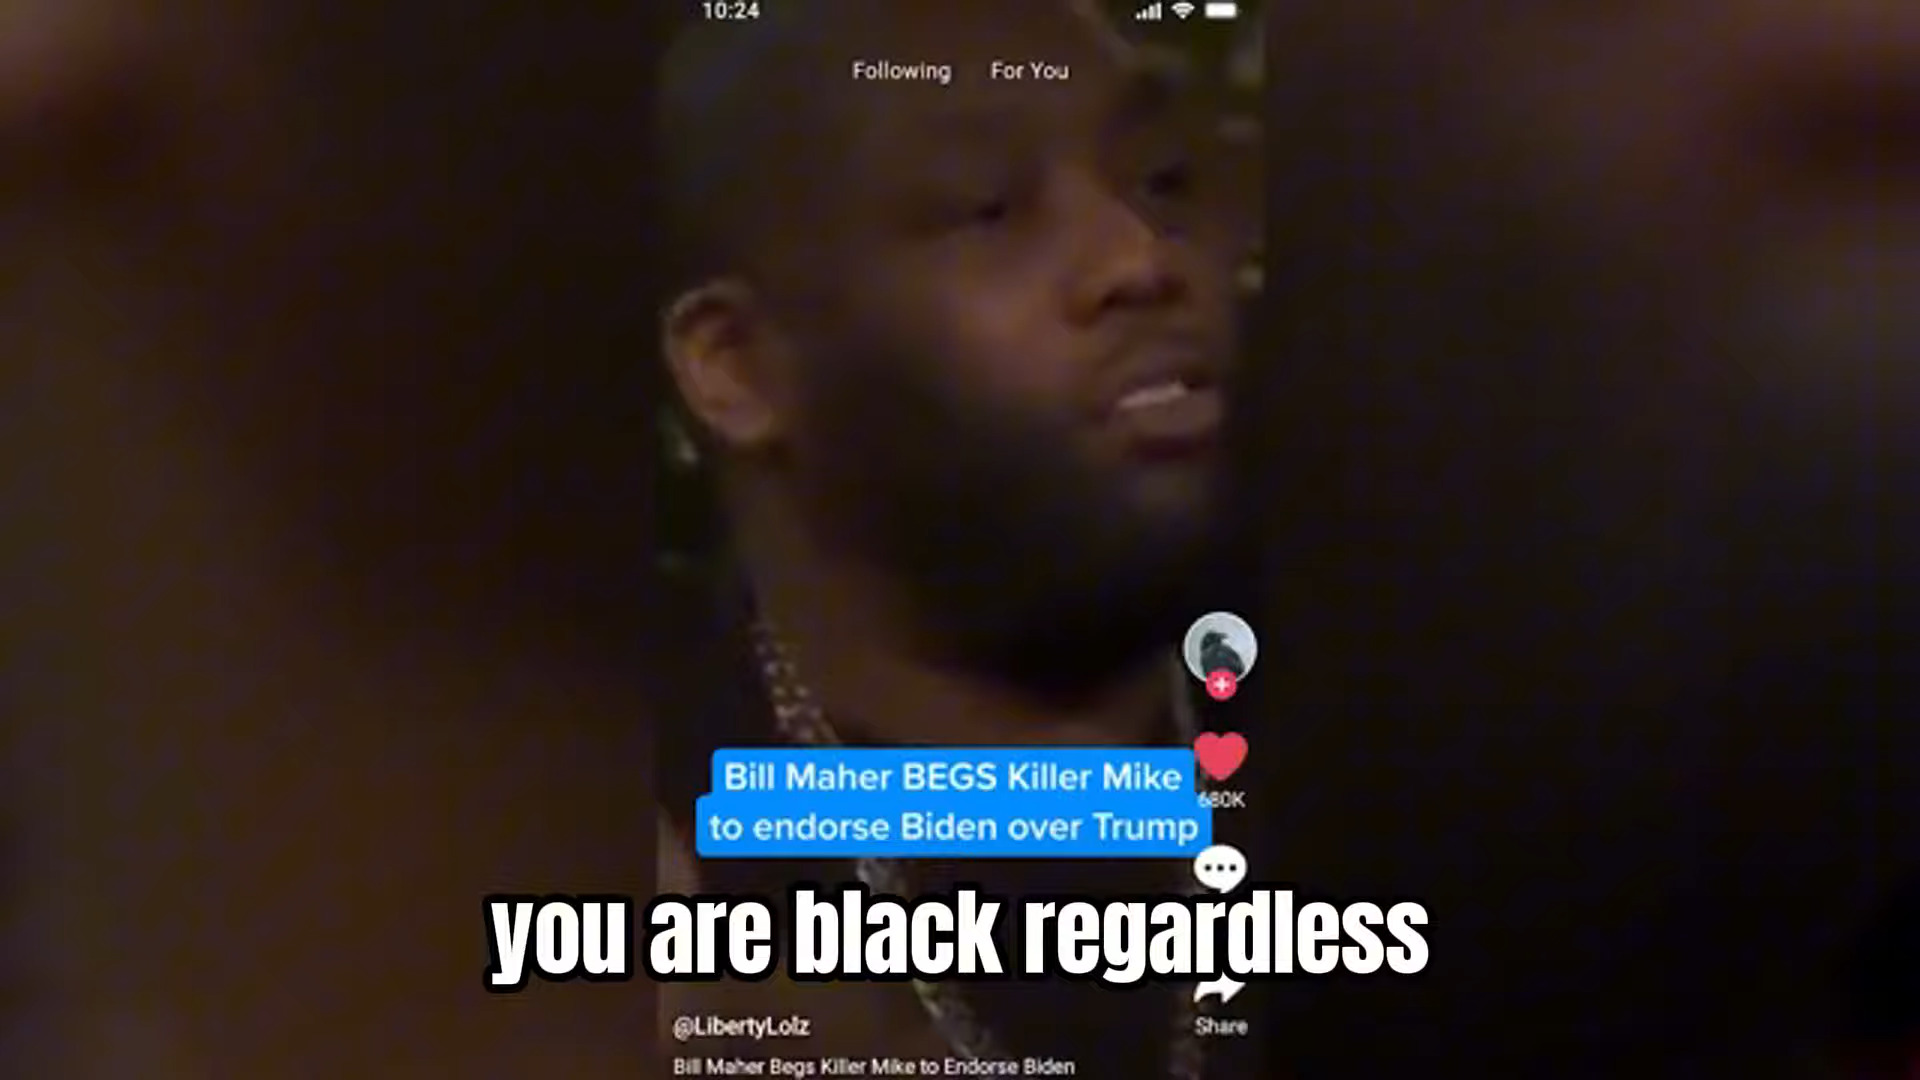 10:24
Following For You
Bill Maher BEGS Killer Mike
to endorse Biden over Trump
680K
you are black regardless
Share
@LibertyLolz
Bill Maher Begs Killer Mike to Endorse Biden